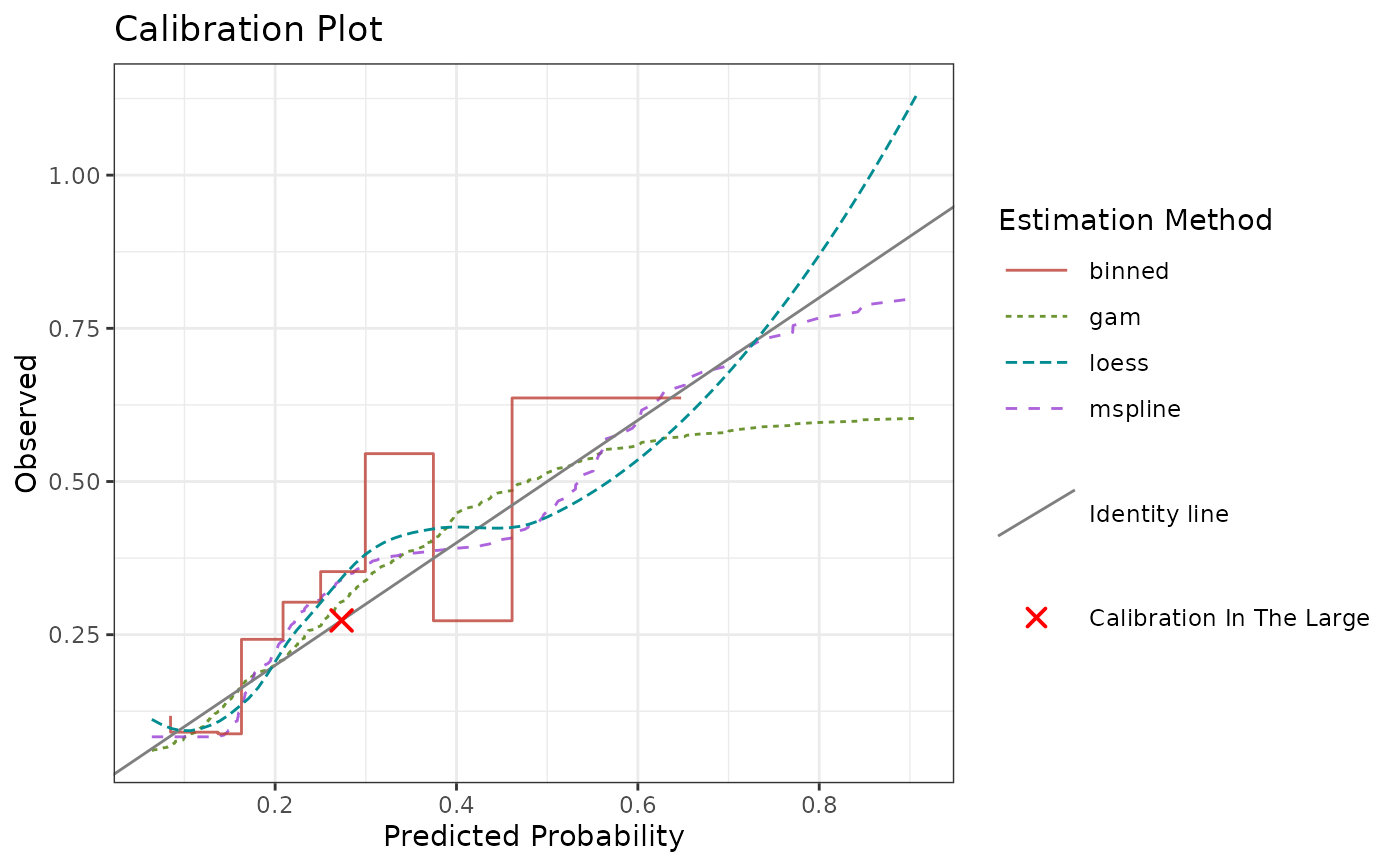 Calibration Plot
1.00
0.75
0.50
0.25
Observed
0.2 0.4 0.6 0.8
Predicted Probability
Estimation Method
binned
gam
loess
mspline
Identity line
Calibration In The Large